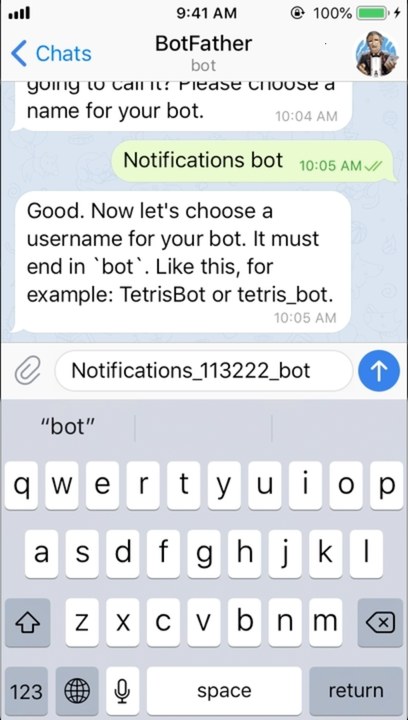 9:41 AM
100%
Chats
BotFather
bot
going to call it? Please choose a
name for your bot.
10:04 AM
Notifications bot
10:05 AM
Good. Now let's choose a
username for your bot. It must
end in `bot`. Like this, for
example: TetrisBot or tetris_bot.
10:05 AM
Notifications_113222_bot
“bot”
q w e r t y u i o p
a s d f g h j k l
z x c v b n m
123
space
return